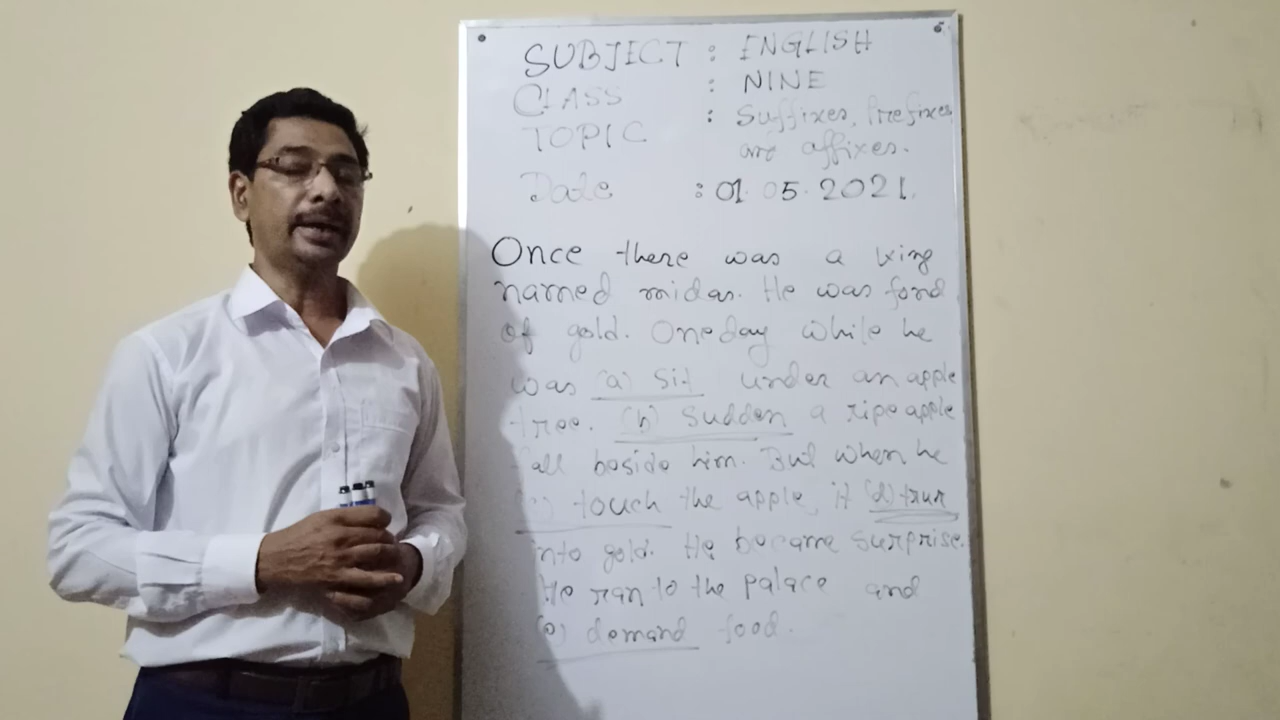 SUBJECT : ENGLISH
CLASS : NINE
TOPIC : Suffixes, Prefixes
are affixes.
Date : 01.05.2021.
Once there was a king
named midas. He was fond
of gold. One day while he
was (a) sit under an apple
tree. (b) Sudden a ripe apple
fall beside him. But when he
(c) touch the apple, it (d) trun
into gold. He became surprise.
He ran to the palace and
(e) demand food.